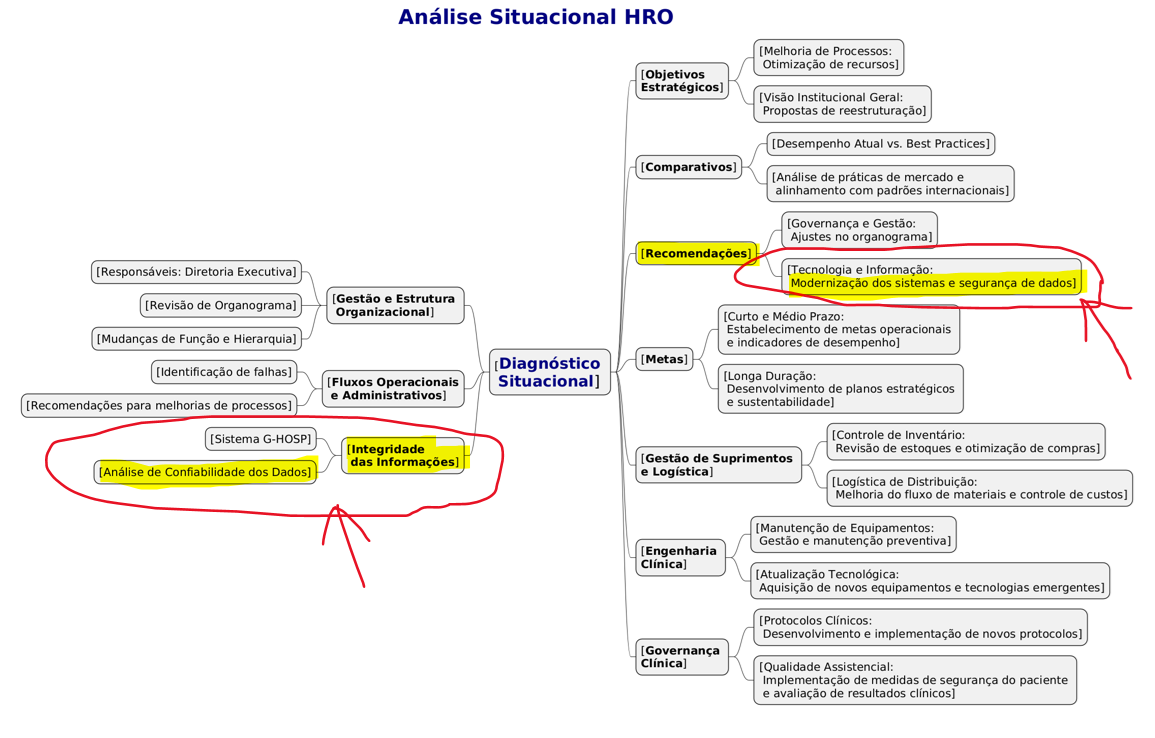 Análise Situacional HRO
[Responsáveis: Diretoria Executiva]
[Revisão de Organograma]
[Mudanças de Função e Hierarquia]
[Gestão e Estrutura
Organizacional]
[Identificação de falhas]
[Recomendações para melhorias de processos]
[Fluxos Operacionais
e Administrativos]
[Sistema G-HOSP]
[Análise de Confiabilidade dos Dados]
[Integridade
das Informações]
[Diagnóstico
Situacional]
[Objetivos
Estratégicos]
[Melhoria de Processos:
Otimização de recursos]
[Visão Institucional Geral:
Propostas de reestruturação]
[Comparativos]
[Desempenho Atual vs. Best Practices]
[Análise de práticas de mercado e
alinhamento com padrões internacionais]
[Recomendações]
[Governança e Gestão:
Ajustes no organograma]
[Tecnologia e Informação:
Modernização dos sistemas e segurança de dados]
[Metas]
[Curto e Médio Prazo:
Estabelecimento de metas operacionais
e indicadores de desempenho]
[Longa Duração:
Desenvolvimento de planos estratégicos
e sustentabilidade]
[Gestão de Suprimentos
e Logística]
[Controle de Inventário:
Revisão de estoques e otimização de compras]
[Logística de Distribuição:
Melhoria do fluxo de materiais e controle de custos]
[Engenharia
Clínica]
[Manutenção de Equipamentos:
Gestão e manutenção preventiva]
[Atualização Tecnológica:
Aquisição de novos equipamentos e tecnologias emergentes]
[Governança
Clínica]
[Protocolos Clínicos:
Desenvolvimento e implementação de novos protocolos]
[Qualidade Assistencial:
Implementação de medidas de segurança do paciente
e avaliação de resultados clínicos]